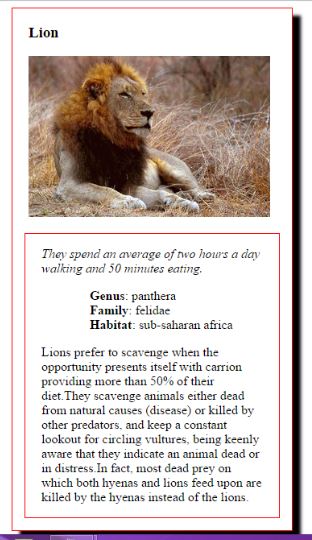 Lion
They spend an average of two hours a day
walking and 50 minutes eating.
Genus: panthera
Family: felidae
Habitat: sub-saharan africa
Lions prefer to scavenge when the
opportunity presents itself with carrion
providing more than 50% of their
diet.They scavenge animals either dead
from natural causes (disease) or killed by
other predators, and keep a constant
lookout for circling vultures, being keenly
aware that they indicate an animal dead or
in distress.In fact, most dead prey on
which both hyenas and lions feed upon are
killed by the hyenas instead of the lions.